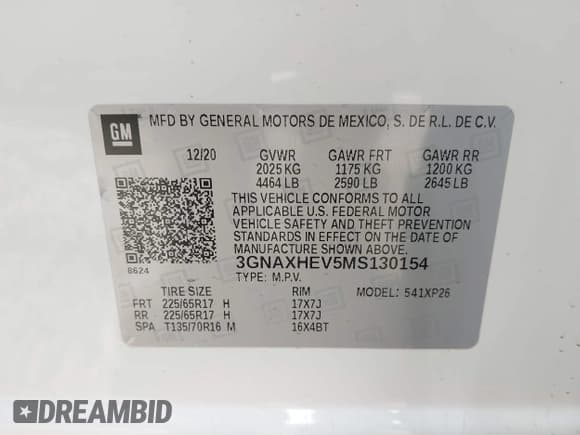 GM MFD BY GENERAL MOTORS DE MEXICO, S. DE R.L. DE C.V.
12/20 GVWR GAWR FRT GAWR RR
2025 KG 1175 KG 1200 KG
4464 LB 2590 LB 2645 LB
THIS VEHICLE CONFORMS TO ALL
APPLICABLE U.S. FEDERAL MOTOR
VEHICLE SAFETY AND THEFT PREVENTION
STANDARDS IN EFFECT ON THE DATE OF
MANUFACTURE SHOWN ABOVE.
8624 3GNAXHEV5MS130154
TYPE: M.P.V.
TIRE SIZE RIM MODEL: 541XP26
FRT 225/65R17 H 17X7J
RR 225/65R17 H 17X7J
SPA T135/70R16 M 16X4BT
DREAMBID